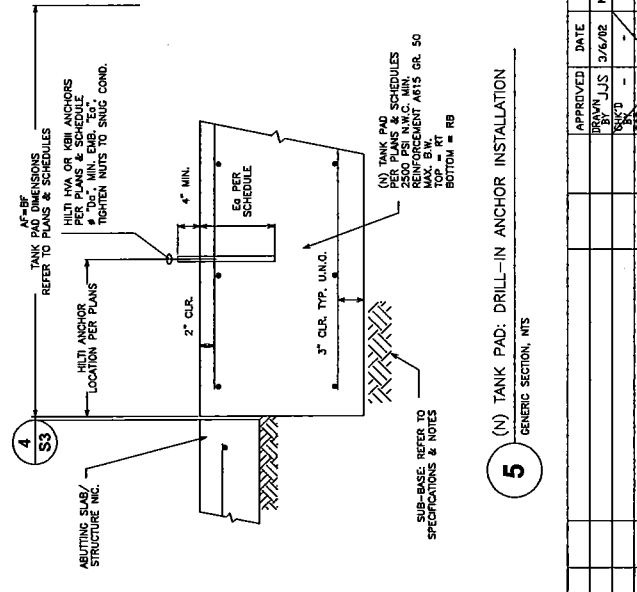 4
S3
AF=BF
TANK PAD DIMENSIONS
REFER TO PLANS & SCHEDULES
HILTI ANCHOR
LOCATION PER PLANS
HILTI HVA OR KBII ANCHORS
PER PLANS & SCHEDULE
ø "Da", MIN. EMB. "Ea".
TIGHTEN NUTS TO SNUG COND.
ABUTTING SLAB/
STRUCTURE NIC.
2" CLR.
4" MIN.
Ea PER
SCHEDULE
3" CLR. TYP. U.N.O.
(N) TANK PAD
PER PLANS & SCHEDULES
2500 PSI N.W.C. MIN.
REINFORCEMENT A615 GR. 50
MAX. B.W.
TOP = RT
BOTTOM = RB
SUB-BASE: REFER TO
SPECIFICATIONS & NOTES
5
(N) TANK PAD: DRILL-IN ANCHOR INSTALLATION
GENERIC SECTION, NTS
APPROVED DATE
DRAWN BY JJS 3/6/02
CHK'D BY - -